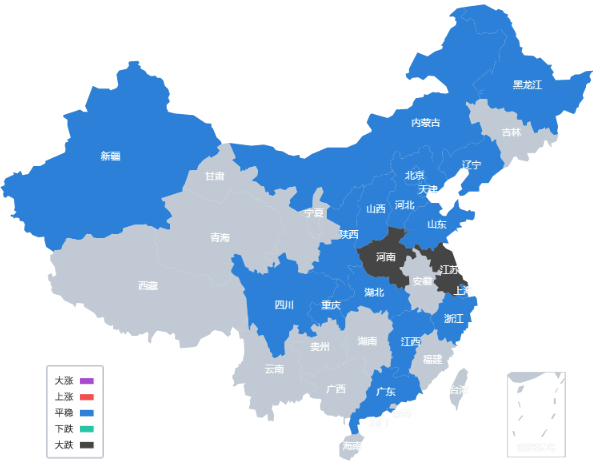 黑龙江
内蒙古
吉林
新疆
辽宁
北京
天津
甘肃
河北
山西
宁夏
山东
青海
陕西
河南
江苏
安徽
西藏
上海
湖北
四川
重庆
浙江
江西
湖南
贵州
福建
云南
广西
广东
台湾
海南
大涨
上涨
平稳
下跌
大跌